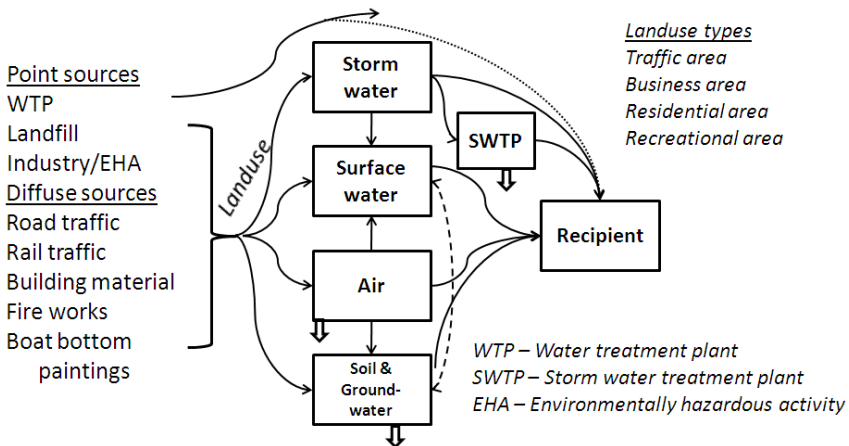 Point sources
WTP
Landfill
Industry/EHA
Diffuse sources
Road traffic
Rail traffic
Building material
Fire works
Boat bottom
paintings
Landuse
Storm
water
Surface
water
Air
Soil &
Ground-
water
SWTP
Recipient
Landuse types
Traffic area
Business area
Residential area
Recreational area
WTP – Water treatment plant
SWTP – Storm water treatment plant
EHA – Environmentally hazardous activity